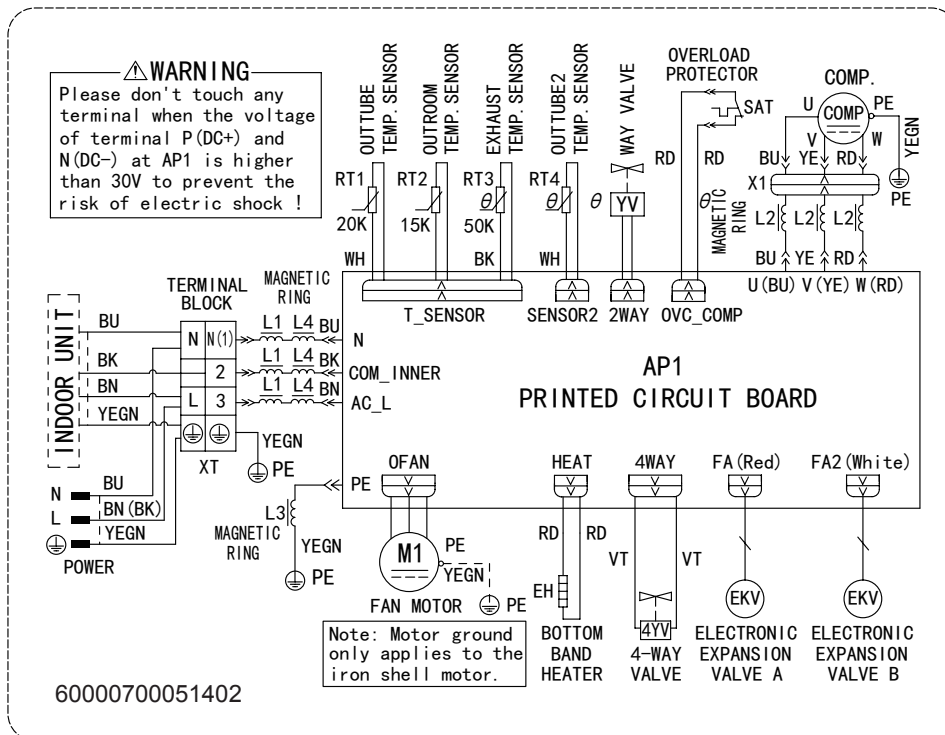 ⚠WARNING
Please don't touch any
terminal when the voltage
of terminal P(DC+) and
N(DC-) at AP1 is higher
than 30V to prevent the
risk of electric shock !
OUTTUBE
TEMP. SENSOR
OUTROOM
TEMP. SENSOR
EXHAUST
TEMP. SENSOR
OUTTUBE2
TEMP. SENSOR
WAY VALVE
OVERLOAD
PROTECTOR
SAT
RD RD
COMP.
U COMP PE
V W
YEGN
BU YE RD
X1
PE
RT1 RT2 RT3 RT4
θ θ θ YV θ
20K 15K 50K
MAGNETIC
RING
L2 L2 L2
WH BK WH
BU YE RD
U(BU) V(YE) W(RD)
T_SENSOR SENSOR2 2WAY OVC_COMP
TERMINAL
BLOCK
MAGNETIC
RING
INDOOR UNIT
BU N N(1) L1 L4 BU N
BK 2 L1 L4 BK COM_INNER
BN L 3 L1 L4 BN AC_L
YEGN
XT
YEGN
PE
AP1
PRINTED CIRCUIT BOARD
N BU
L BN(BK)
YEGN
POWER
PE
L3
MAGNETIC
RING
YEGN
PE
OFAN HEAT 4WAY FA(Red) FA2(White)
M1 PE
YEGN
PE
FAN MOTOR
RD RD
EH
BOTTOM
BAND
HEATER
VT VT
4YV
4-WAY
VALVE
EKV
ELECTRONIC
EXPANSION
VALVE A
EKV
ELECTRONIC
EXPANSION
VALVE B
Note: Motor ground
only applies to the
iron shell motor.
60000700051402